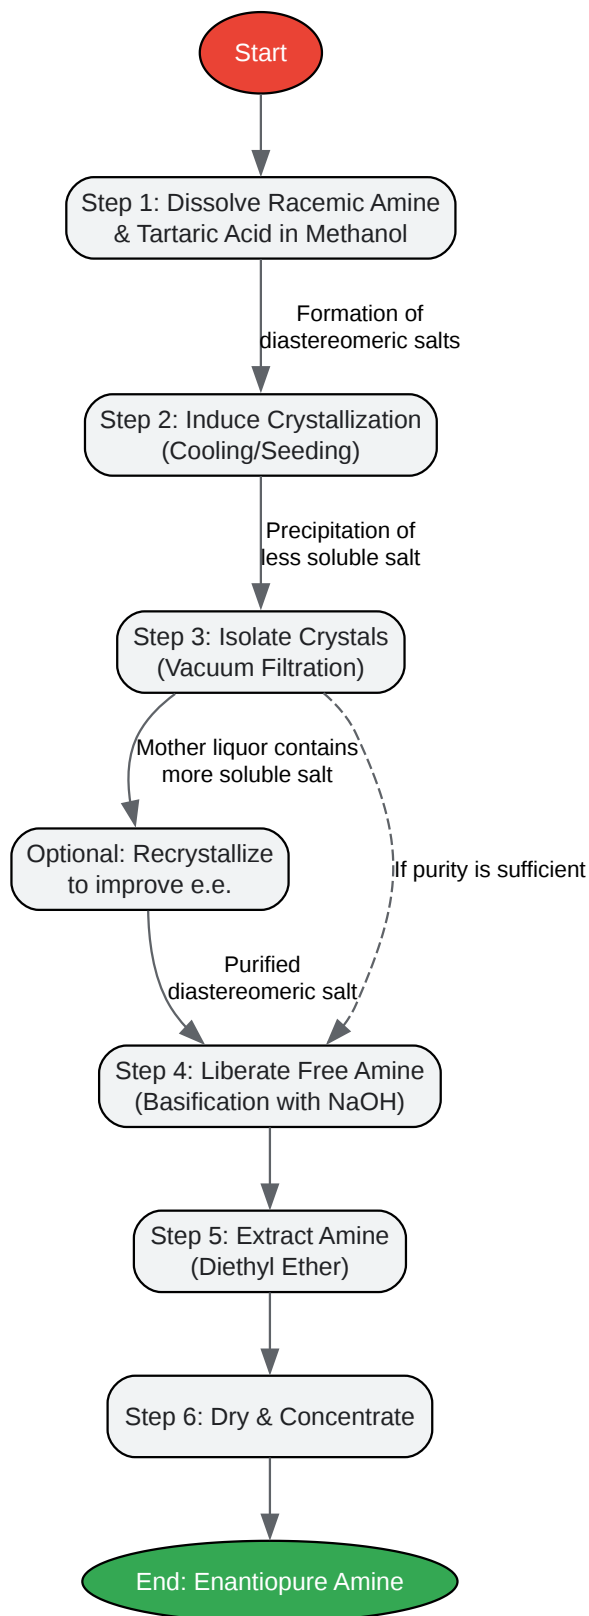 Start
Step 1: Dissolve Racemic Amine
& Tartaric Acid in Methanol
Formation of
diastereomeric salts
Step 2: Induce Crystallization
(Cooling/Seeding)
Precipitation of
less soluble salt
Step 3: Isolate Crystals
(Vacuum Filtration)
Mother liquor contains
more soluble salt
Optional: Recrystallize
to improve e.e.
If purity is sufficient
Purified
diastereomeric salt
Step 4: Liberate Free Amine
(Basification with NaOH)
Step 5: Extract Amine
(Diethyl Ether)
Step 6: Dry & Concentrate
End: Enantiopure Amine